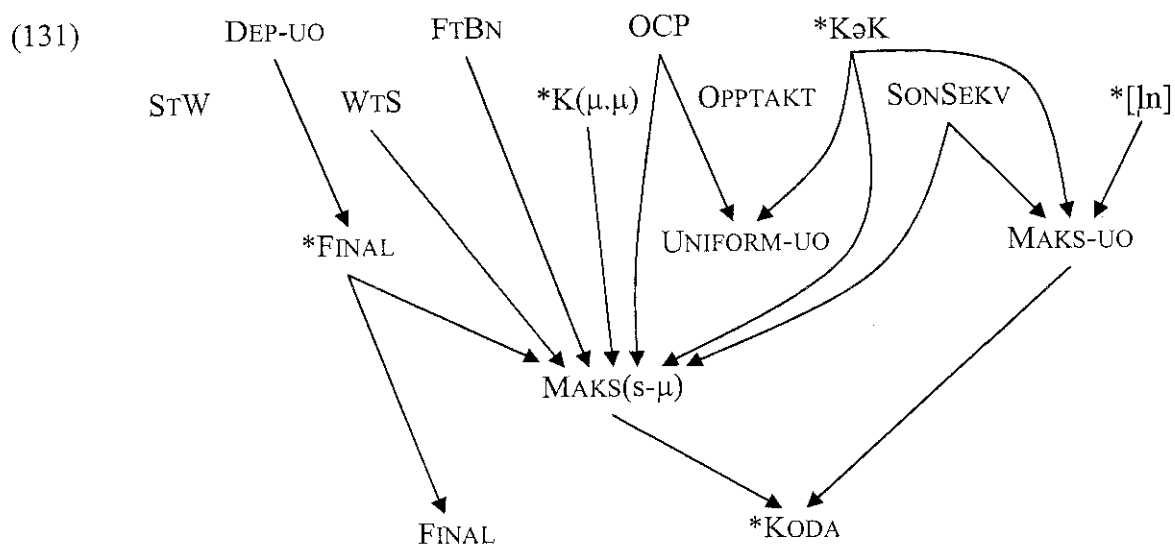 (131) DEP-UO FTBN OCP *KəK
STW WTS *K(μ.μ) OPPTAKT SONSEKV *[ln]
*FINAL UNIFORM-UO MAKS-UO
MAKS(s-μ)
FINAL *KODA